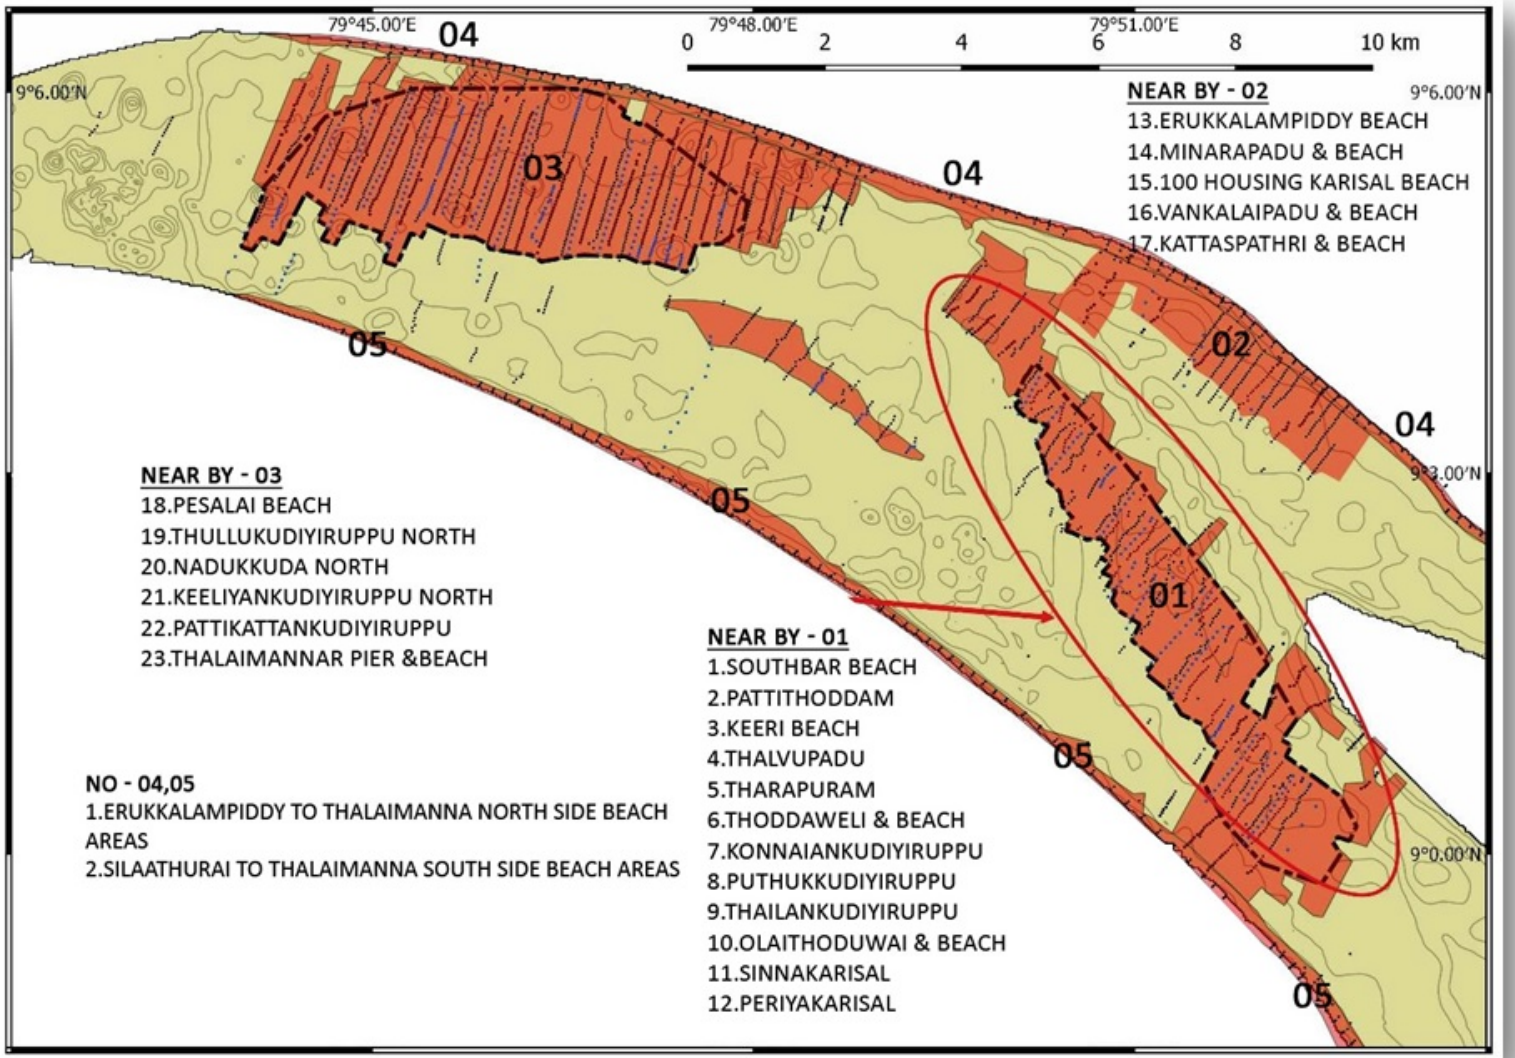 79°45.00'E
79°48.00'E
79°51.00'E
04
0 2 4 6 8 10 km
9°6.00'N
9°6.00'N
NEAR BY - 02
13.ERUKKALAMPIDDY BEACH
14.MINARAPADU & BEACH
15.100 HOUSING KARISAL BEACH
16.VANKALAIPADU & BEACH
17.KATTASPATHRI & BEACH
03
04
05
02
04
9°3.00'N
05
NEAR BY - 03
18.PESALAI BEACH
19.THULLUKUDIYIRUPPU NORTH
20.NADUKKUDA NORTH
21.KEELIYANKUDIYIRUPPU NORTH
22.PATTIKATTANKUDIYIRUPPU
23.THALAIMANNAR PIER &BEACH
01
NEAR BY - 01
1.SOUTHBAR BEACH
2.PATTITHODDAM
3.KEERI BEACH
4.THALVUPADU
5.THARAPURAM
6.THODDAWELI & BEACH
7.KONNAIANKUDIYIRUPPU
8.PUTHUKKUDIYIRUPPU
9.THAILANKUDIYIRUPPU
10.OLAITHODUWAI & BEACH
11.SINNAKARISAL
12.PERIYAKARISAL
05
NO - 04,05
1.ERUKKALAMPIDDY TO THALAIMANNA NORTH SIDE BEACH
AREAS
2.SILAATHURAI TO THALAIMANNA SOUTH SIDE BEACH AREAS
9°0.00'N
05